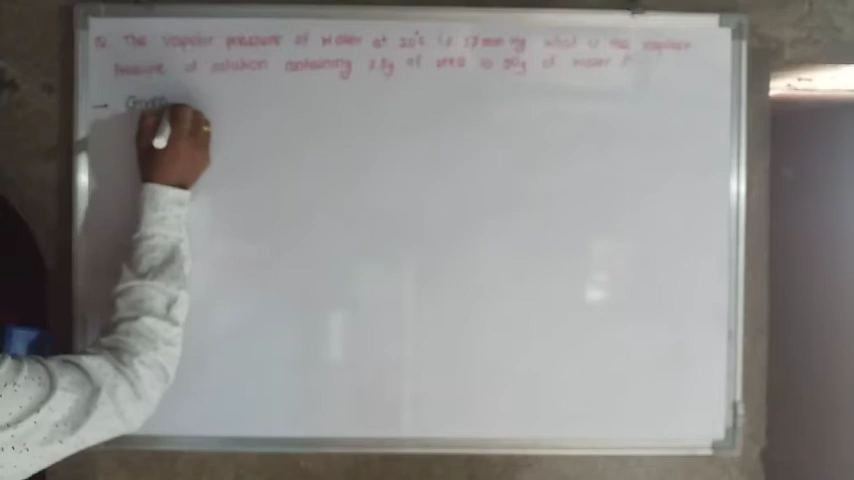 Q. The vapour pressure of water at 20°C is 17 mm Hg what is the vapour
pressure of solution containing 2.8g of urea in 50g of water ?
→ Given